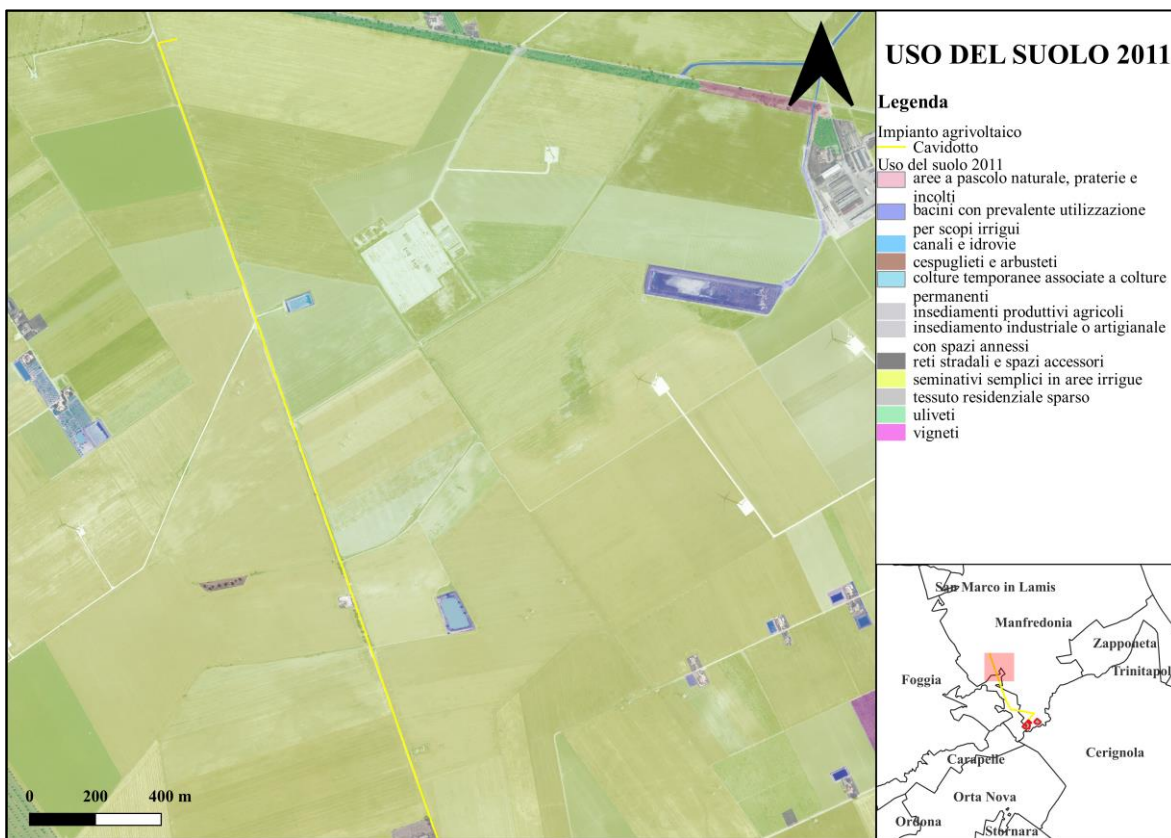 USO DEL SUOLO 2011
Legenda
Impianto agrivoltaico
Cavidotto
Uso del suolo 2011
aree a pascolo naturale, praterie e
incolti
bacini con prevalente utilizzazione
per scopi irrigui
canali e idrovie
cespuglieti e arbusteti
colture temporanee associate a colture
permanenti
insediamenti produttivi agricoli
insediamento industriale o artigianale
con spazi annessi
reti stradali e spazi accessori
seminativi semplici in aree irrigue
tessuto residenziale sparso
uliveti
vigneti
San Marco in Lamis
Manfredonia
Zapponeta
Trinitapol
Foggia
Cerignola
Carapelle
Orta Nova
Ordona
Stornara
0 200 400 m